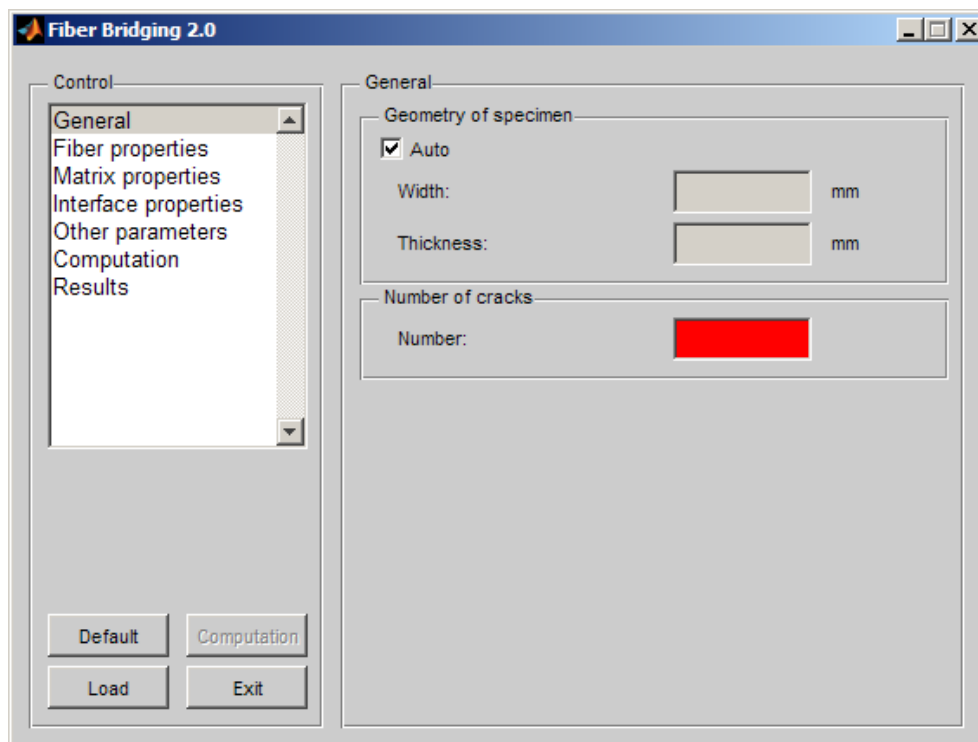 Fiber Bridging 2.0
Control
General
Fiber properties
Matrix properties
Interface properties
Other parameters
Computation
Results
Default
Computation
Load
Exit
General
Geometry of specimen
Auto
Width:
mm
Thickness:
mm
Number of cracks
Number: